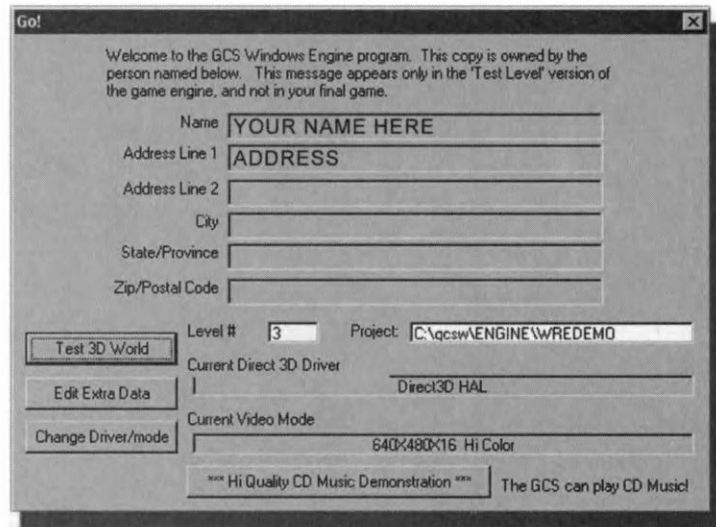 Go!
Welcome to the GCS Windows Engine program. This copy is owned by the
person named below. This message appears only in the 'Test Level' version of
the game engine, and not in your final game.
Name YOUR NAME HERE
Address Line 1 ADDRESS
Address Line 2
City
State/Province
Zip/Postal Code
Level # 3 Project: C:\gcsw\ENGINE\WREDEMO
Test 3D World
Current Direct 3D Driver
Direct3D HAL
Edit Extra Data
Current Video Mode
Change Driver/mode
640X480X16 Hi Color
*** Hi Quality CD Music Demonstration *** The GCS can play CD Music!